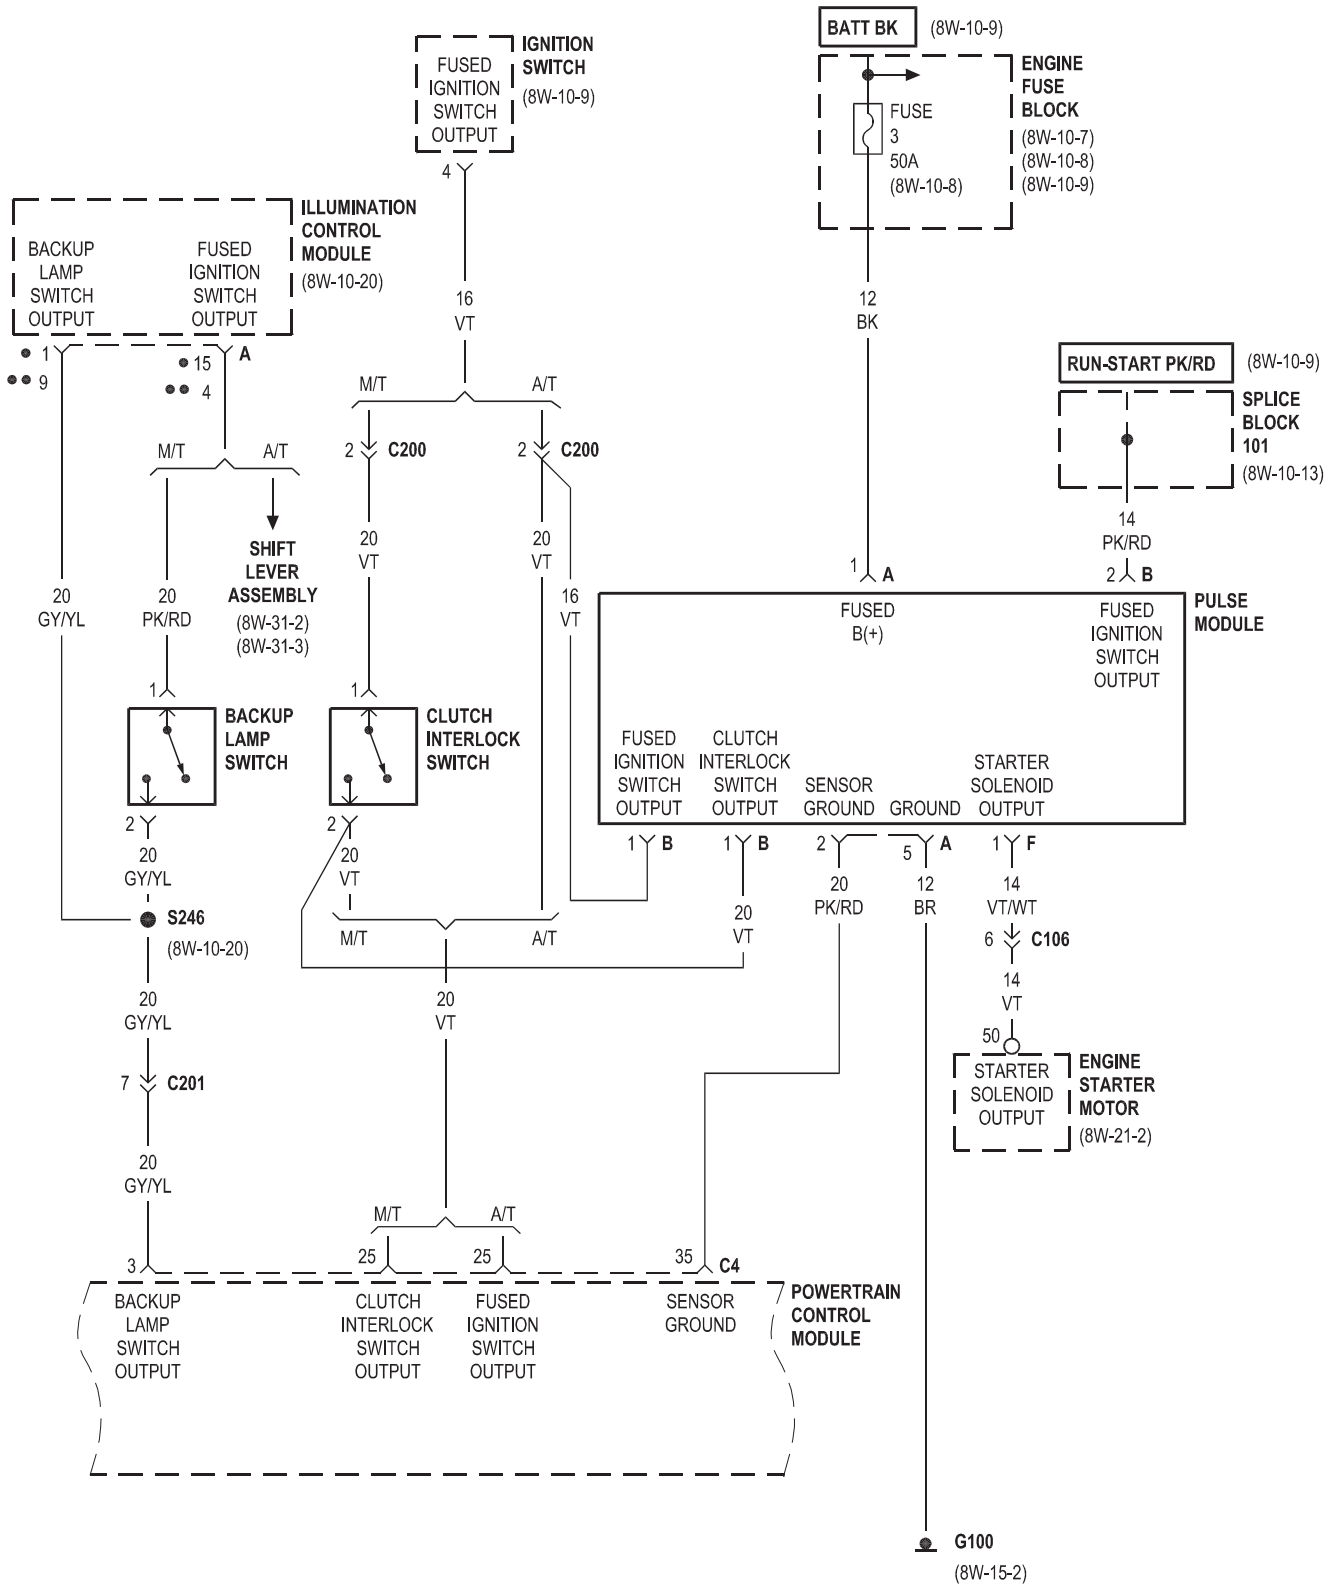 BATT BK (8W-10-9)
IGNITION
SWITCH
(8W-10-9)
FUSED
IGNITION
SWITCH
OUTPUT
4
ENGINE
FUSE
BLOCK
(8W-10-7)
(8W-10-8)
(8W-10-9)
FUSE
3
50A
(8W-10-8)
ILLUMINATION
CONTROL
MODULE
(8W-10-20)
BACKUP
LAMP
SWITCH
OUTPUT
FUSED
IGNITION
SWITCH
OUTPUT
1
9
15
4
A
16
VT
12
BK
RUN-START PK/RD (8W-10-9)
SPLICE
BLOCK
101
(8W-10-13)
M/T
A/T
2 C200
2 C200
M/T
A/T
SHIFT
LEVER
ASSEMBLY
(8W-31-2)
(8W-31-3)
20
VT
20
VT
14
PK/RD
1 A
2 B
20
GY/YL
20
PK/RD
16
VT
PULSE
MODULE
FUSED
B(+)
FUSED
IGNITION
SWITCH
OUTPUT
1
BACKUP
LAMP
SWITCH
2
1
CLUTCH
INTERLOCK
SWITCH
2
FUSED
IGNITION
SWITCH
OUTPUT
CLUTCH
INTERLOCK
SWITCH
OUTPUT
SENSOR
GROUND
GROUND
STARTER
SOLENOID
OUTPUT
1 B
1 B
2
5
A
1 F
20
GY/YL
20
VT
20
PK/RD
12
BR
14
VT/WT
S246
(8W-10-20)
M/T
A/T
20
VT
6 C106
20
GY/YL
20
VT
14
VT
50
ENGINE
STARTER
MOTOR
(8W-21-2)
STARTER
SOLENOID
OUTPUT
7 C201
20
GY/YL
M/T
A/T
3
25
25
35
C4
POWERTRAIN
CONTROL
MODULE
BACKUP
LAMP
SWITCH
OUTPUT
CLUTCH
INTERLOCK
SWITCH
OUTPUT
FUSED
IGNITION
SWITCH
OUTPUT
SENSOR
GROUND
G100
(8W-15-2)